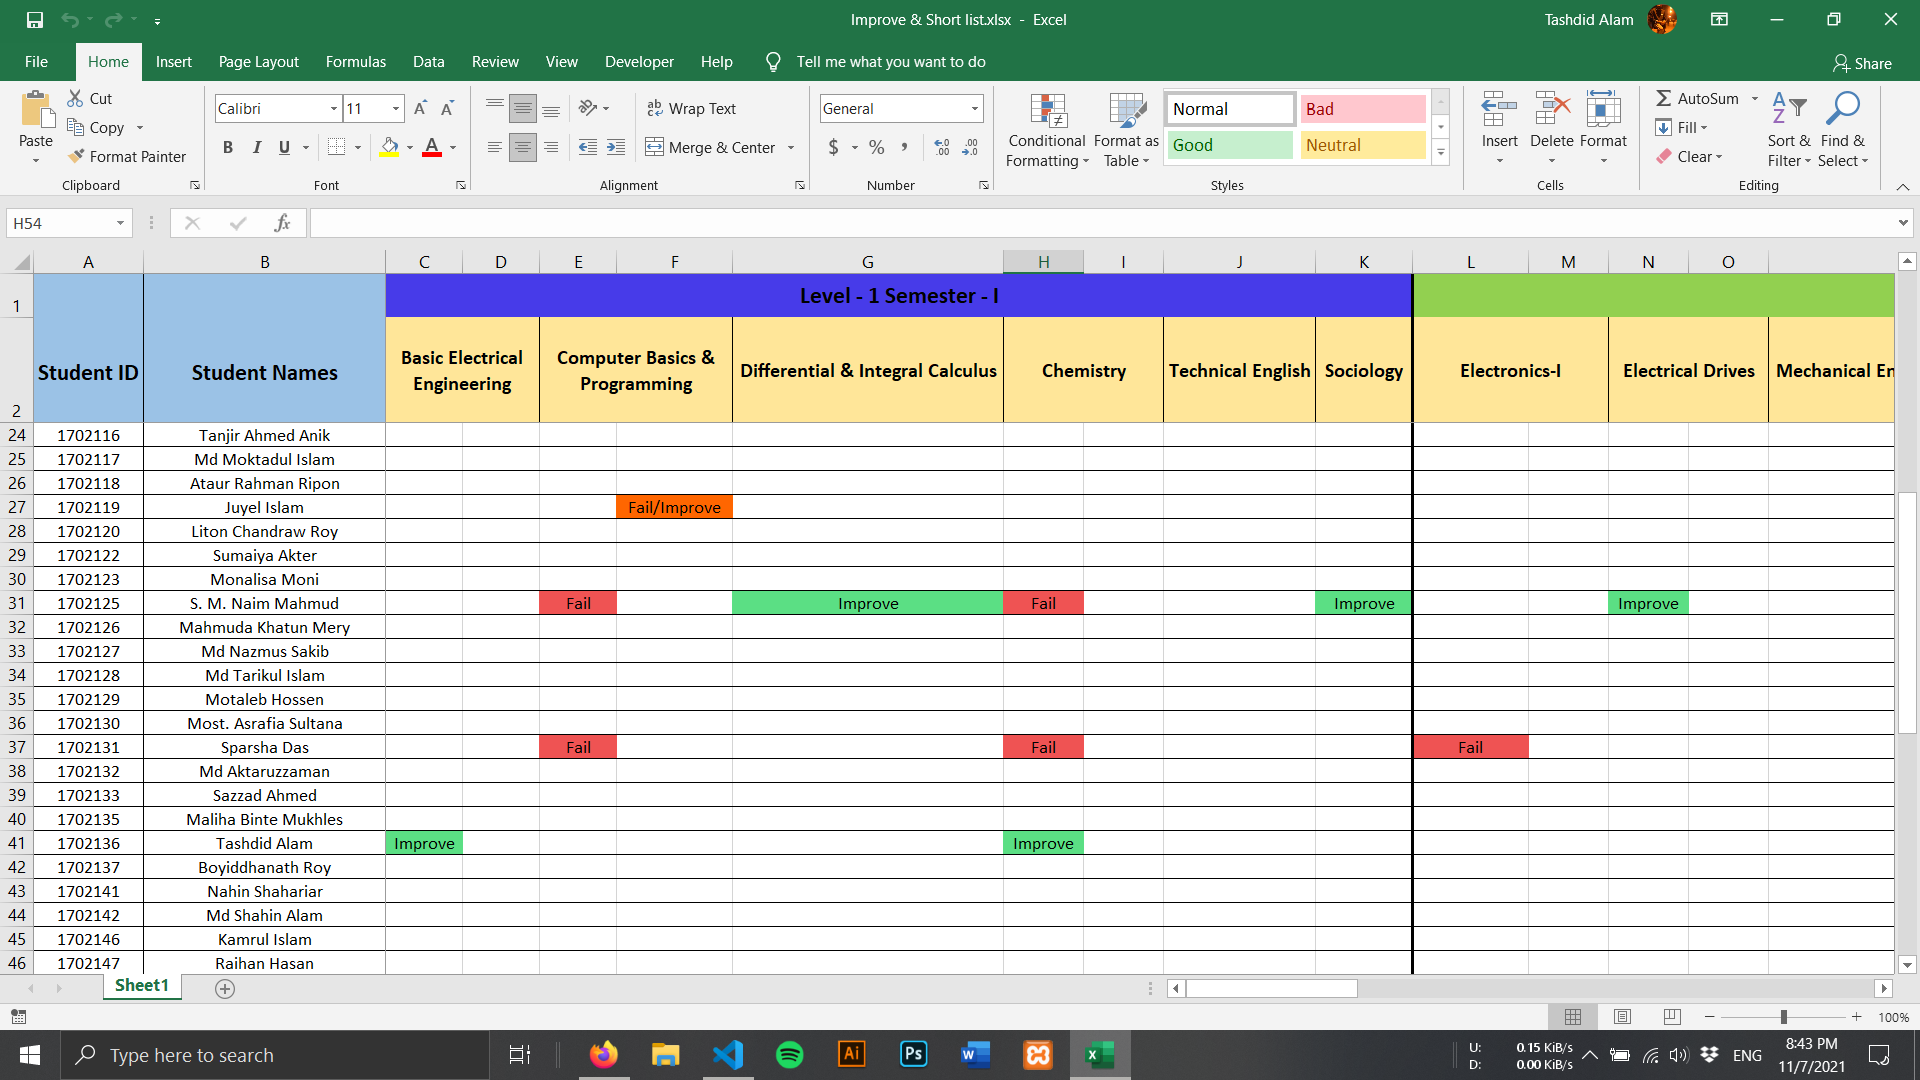 Improve & Short list.xlsx - Excel
Tashdid Alam
File Home Insert Page Layout Formulas Data Review View Developer Help Tell me what you want to do Share
Paste
Cut
Copy
Format Painter
Clipboard
Calibri 11
B I U A
Font
Wrap Text
Merge & Center
Alignment
General
$ % ,
Number
Conditional Formatting
Format as Table
Normal Bad
Good Neutral
Styles
Insert Delete Format
Cells
AutoSum
Fill
Clear
Sort & Filter
Find & Select
Editing
H54 fx
A B C D E F G H I J K L M N O
1 Level - 1 Semester - I
2 Student ID Student Names Basic Electrical Engineering Computer Basics & Programming Differential & Integral Calculus Chemistry Technical English Sociology Electronics-I Electrical Drives Mechanical En
24 1702116 Tanjir Ahmed Anik
25 1702117 Md Moktadul Islam
26 1702118 Ataur Rahman Ripon
27 1702119 Juyel Islam Fail/Improve
28 1702120 Liton Chandraw Roy
29 1702122 Sumaiya Akter
30 1702123 Monalisa Moni
31 1702125 S. M. Naim Mahmud Fail Improve Fail Improve Improve
32 1702126 Mahmuda Khatun Mery
33 1702127 Md Nazmus Sakib
34 1702128 Md Tarikul Islam
35 1702129 Motaleb Hossen
36 1702130 Most. Asrafia Sultana
37 1702131 Sparsha Das Fail Fail Fail
38 1702132 Md Aktaruzzaman
39 1702133 Sazzad Ahmed
40 1702135 Maliha Binte Mukhles
41 1702136 Tashdid Alam Improve Improve
42 1702137 Boyiddhanath Roy
43 1702141 Nahin Shahariar
44 1702142 Md Shahin Alam
45 1702146 Kamrul Islam
46 1702147 Raihan Hasan
Sheet1
100%
Type here to search
Ai Ps
U: 0.15 KiB/s
D: 0.00 KiB/s
ENG
8:43 PM
11/7/2021